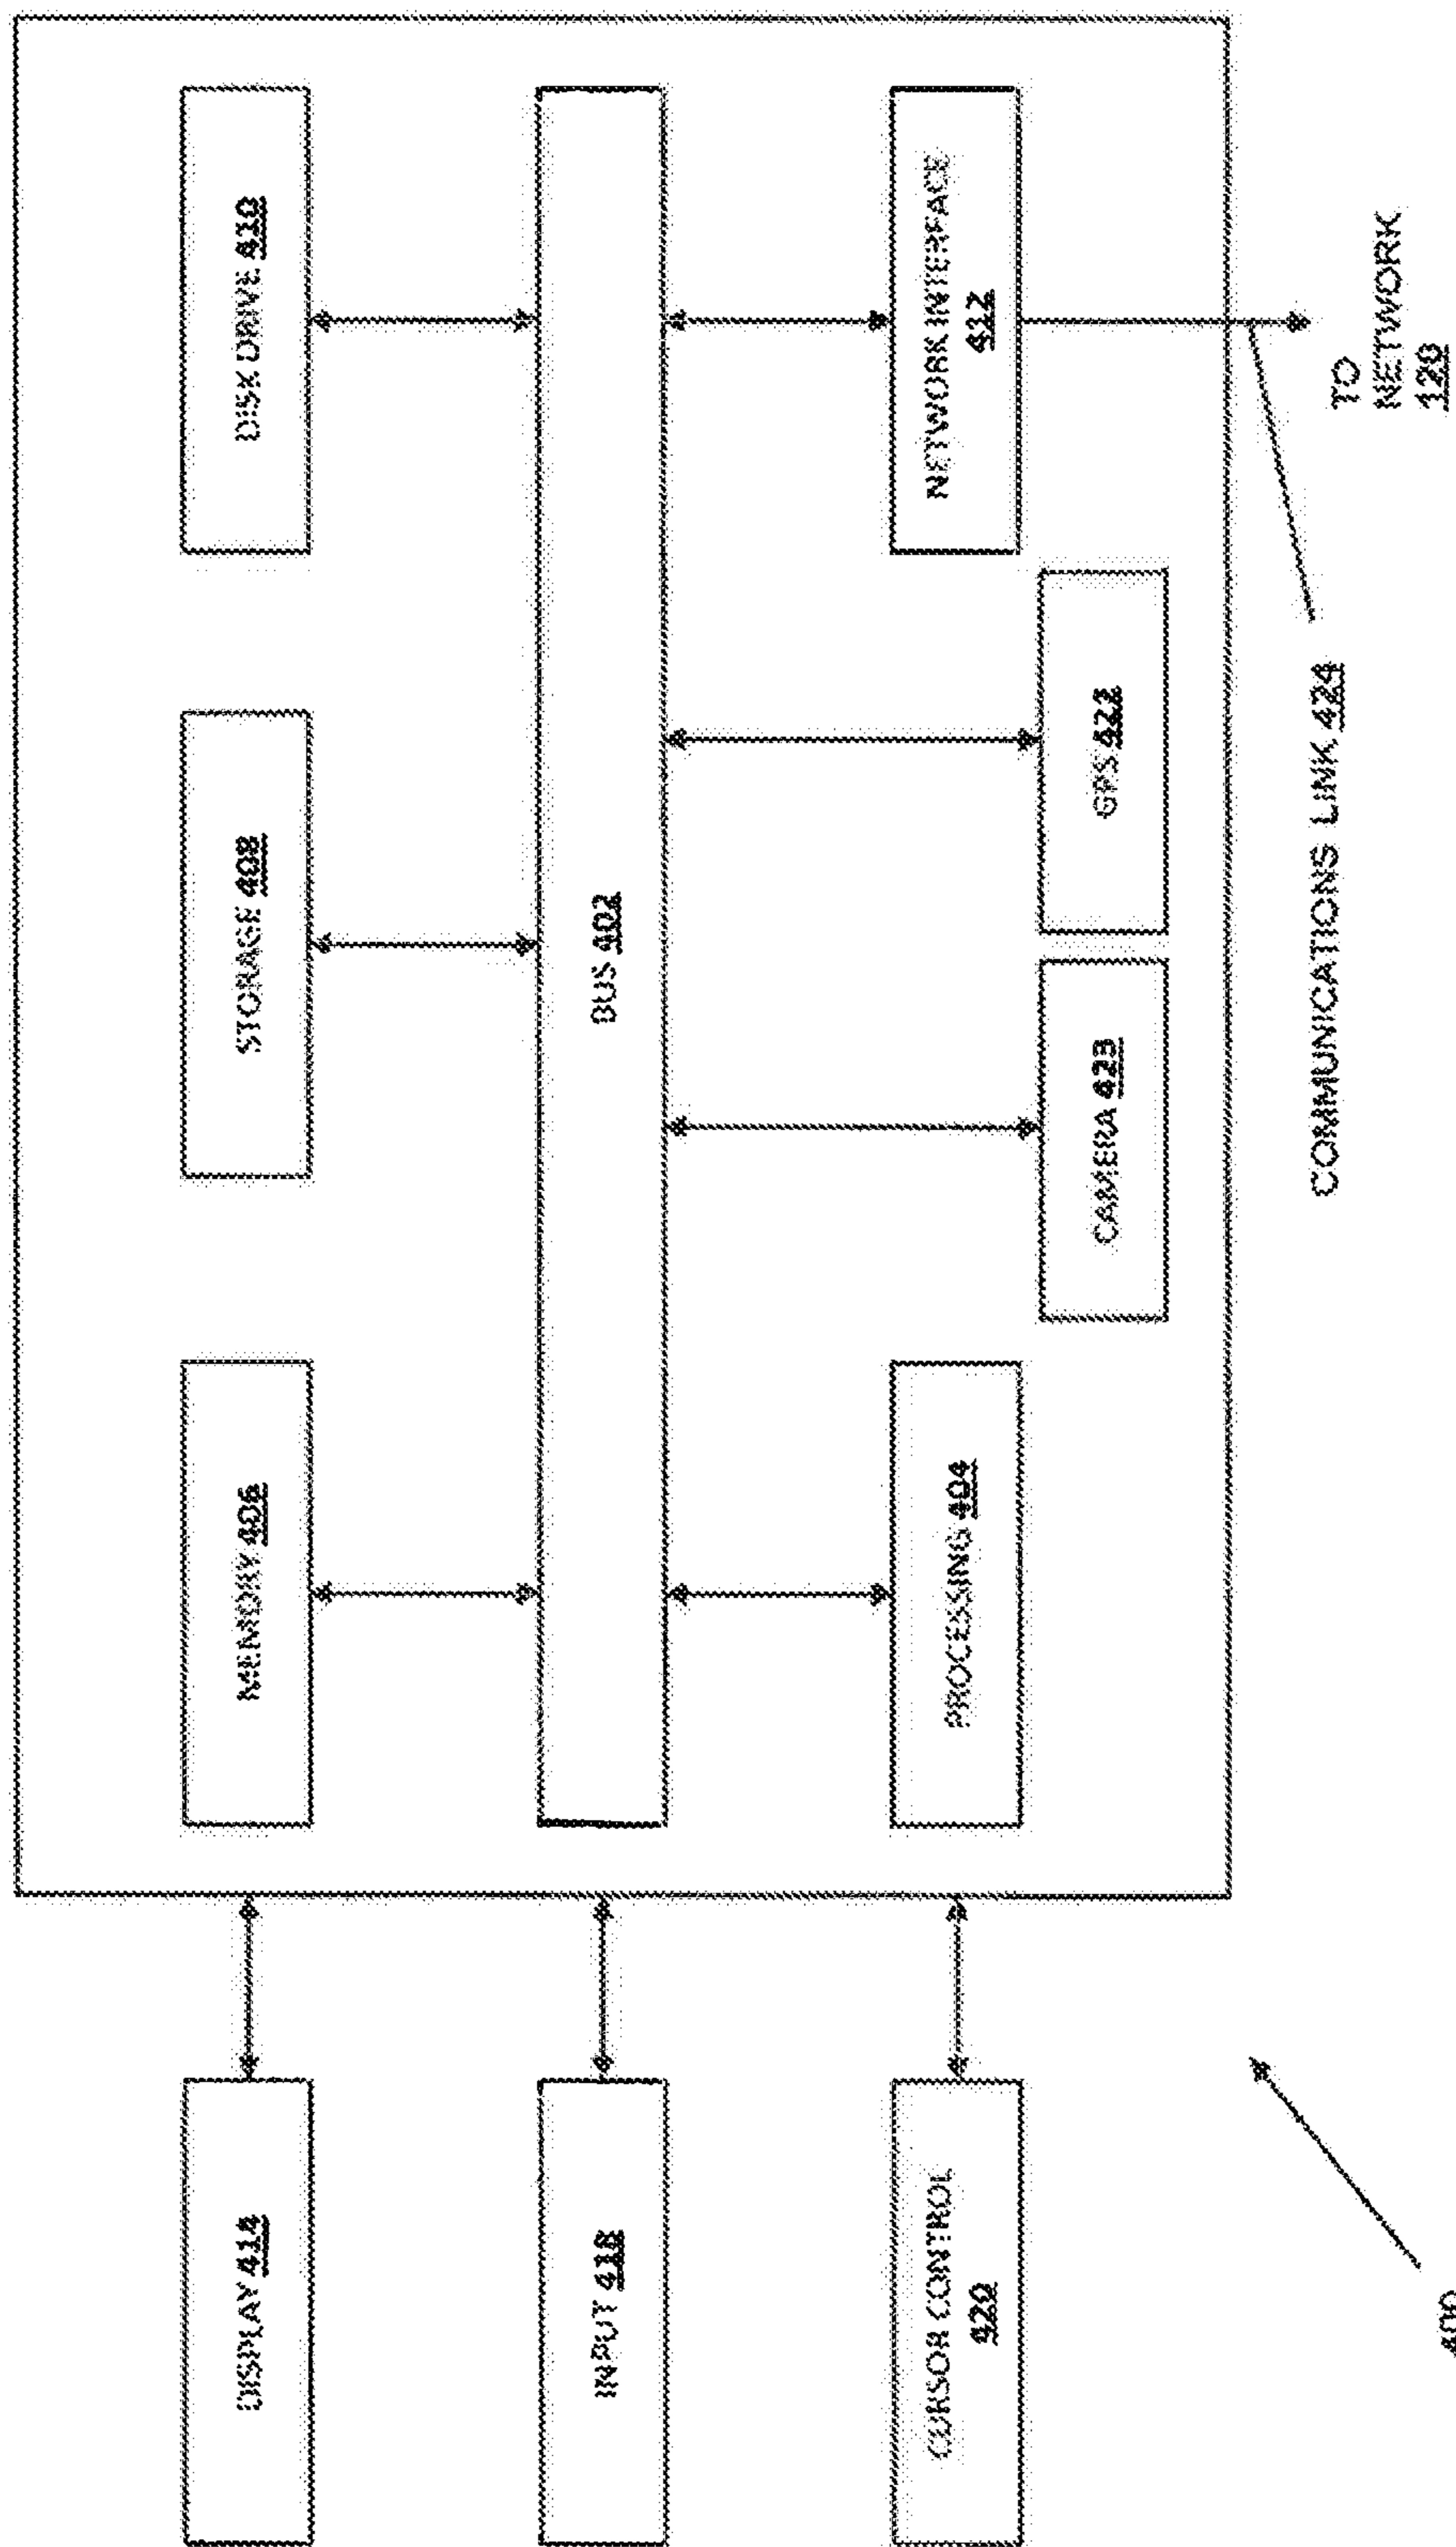 DISPLAY 414
MEMORY 406
STORAGE 408
DISK DRIVE 410
INPUT 418
BUS 402
CURSOR CONTROL
420
PROCESSING 404
CAMERA 423
GPS 422
NETWORK INTERFACE
412
COMMUNICATIONS LINK 424
TO
NETWORK
120
400